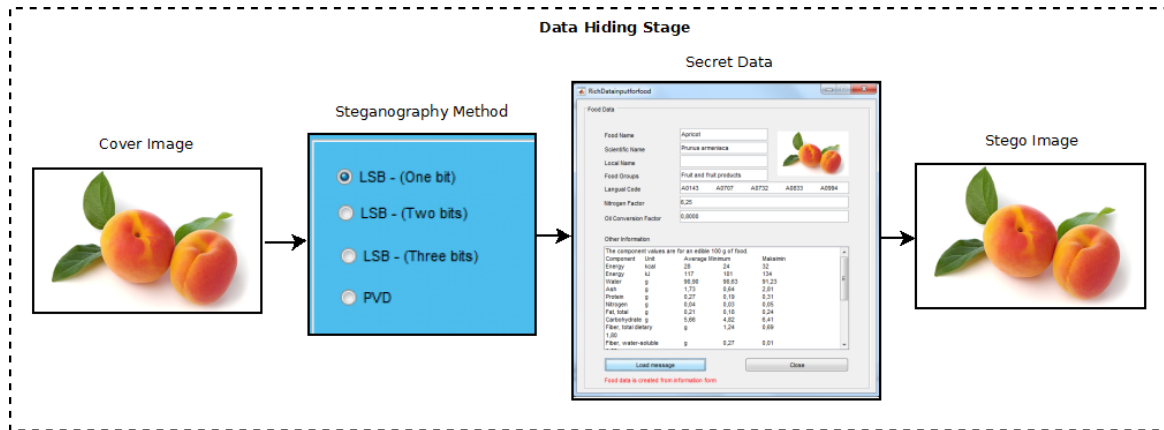 Data Hiding Stage
Cover Image
Steganography Method
LSB - (One bit)
LSB - (Two bits)
LSB - (Three bits)
PVD
Secret Data
RichDatainputforfood
Food Data
Food Name Apricot
Scientific Name Prunus armeniaca
Local Name
Food Groups Fruit and fruit products
Langual Code A0143 A0707 A0732 A0833 A0994
Nitrogen Factor 6,25
Oil Conversion Factor 0,0000
Other Information
The component values are for an edible 100 g of food.
Component Unit Average Minimum Maksimin
Energy kcal 28 24 32
Energy kJ 117 101 134
Water g 90,90 90,63 91,23
Ash g 1,73 0,64 2,81
Protein g 0,27 0,19 0,31
Nitrogen g 0,04 0,03 0,05
Fat, total g 0,21 0,18 0,24
Carbohydrate g 5,66 4,82 6,41
Fiber, total dietary g 1,24 0,69
1,80
Fiber, water-soluble g 0,27 0,01
Load message
Close
Food data is created from information form
Stego Image